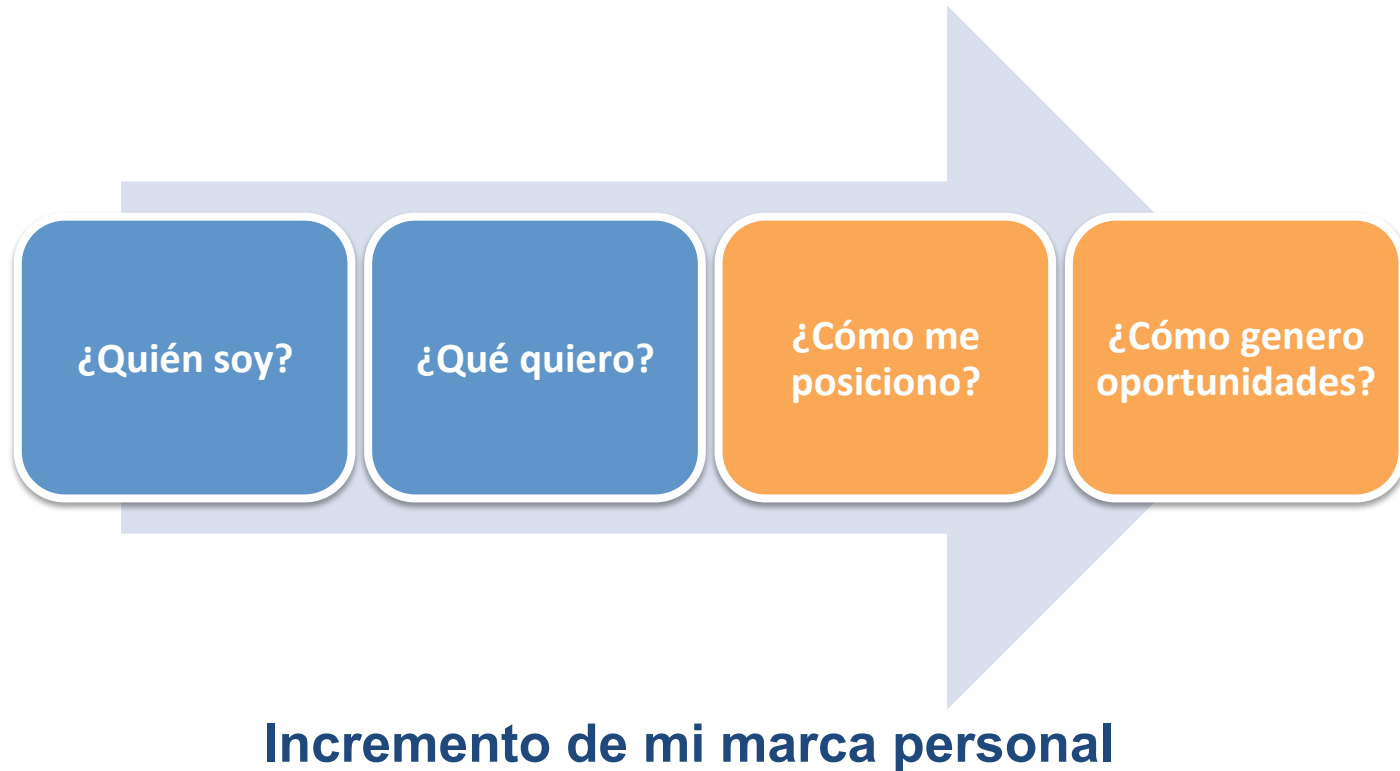 ¿Quién soy?
¿Qué quiero?
¿Cómo me
posiciono?
¿Cómo genero
oportunidades?
Incremento de mi marca personal